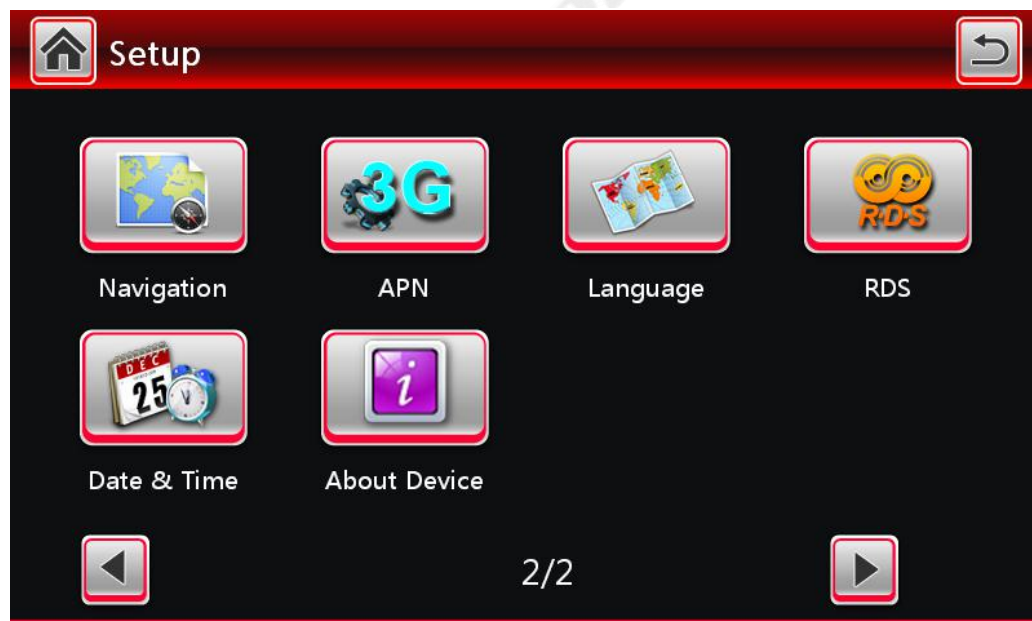 Setup
3G
R·D·S
Navigation
APN
Language
RDS
DEC
25
i
Date & Time
About Device
2/2